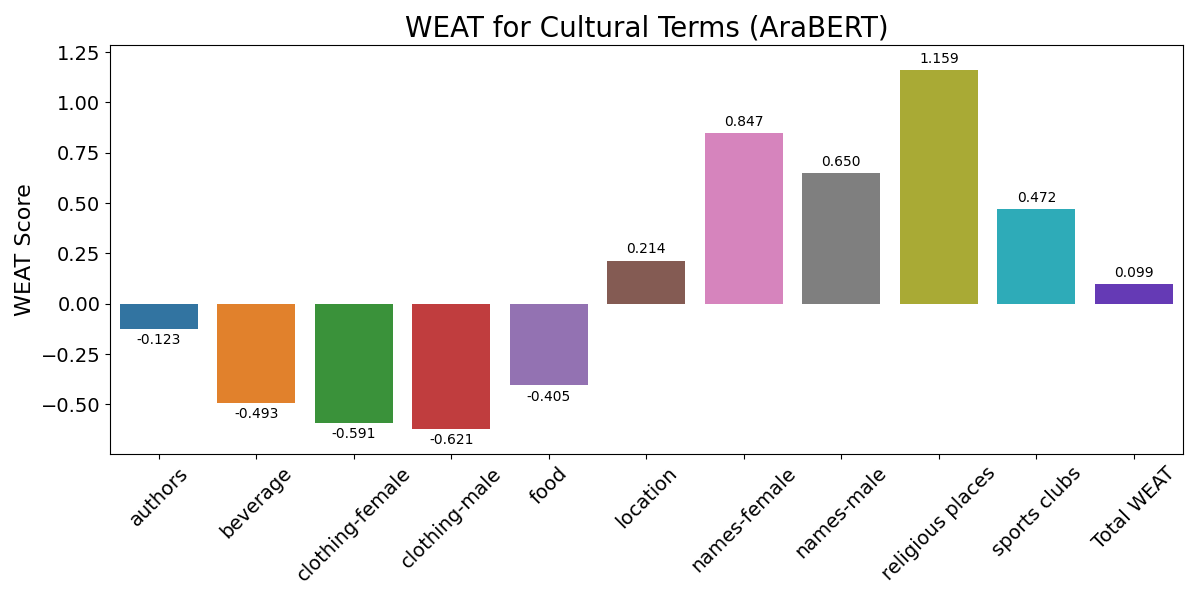 WEAT for Cultural Terms (AraBERT)
WEAT Score
1.25
1.00
0.75
0.50
0.25
0.00
−0.25
−0.50
-0.123
-0.493
-0.591
-0.621
-0.405
0.214
0.847
0.650
1.159
0.472
0.099
authors
beverage
clothing-female
clothing-male
food
location
names-female
names-male
religious places
sports clubs
Total WEAT